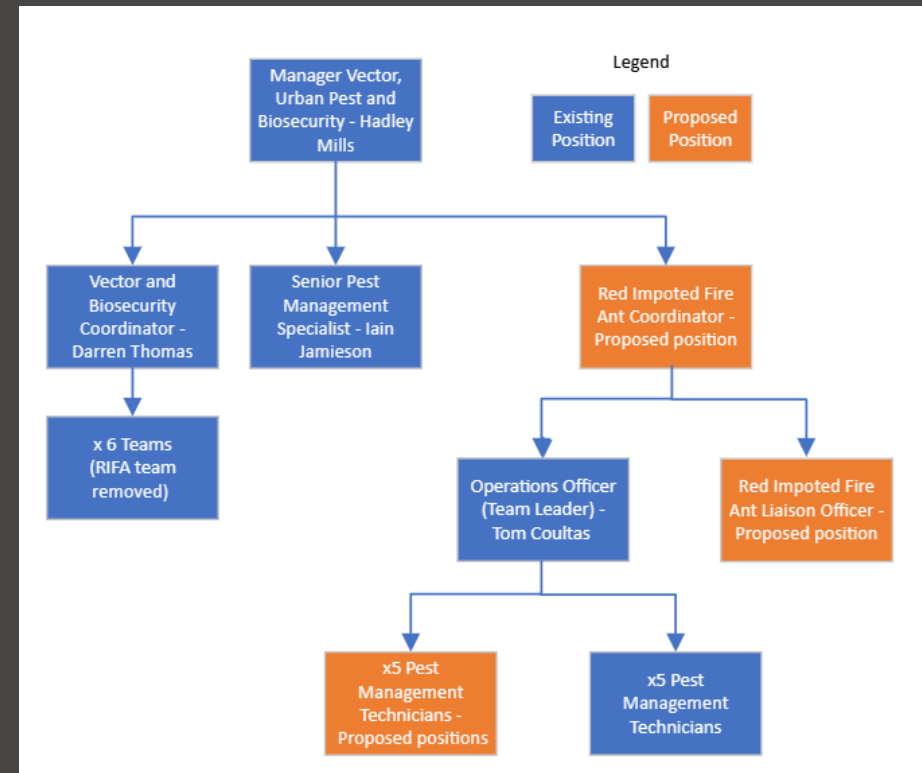 Legend
Manager Vector,
Urban Pest and
Biosecurity - Hadley
Mills
Existing
Position
Proposed
Position
Vector and
Biosecurity
Coordinator -
Darren Thomas
Senior Pest
Management
Specialist - Iain
Jamieson
Red Impoted Fire
Ant Coordinator -
Proposed position
x 6 Teams
(RIFA team
removed)
Operations Officer
(Team Leader) -
Tom Coultas
Red Impoted Fire
Ant Liaison Officer -
Proposed position
x5 Pest
Management
Technicians -
Proposed positions
x5 Pest
Management
Technicians